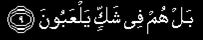 بَلْ هُمْ فِى شَكٍّ يَلْعَبُونَ ٩